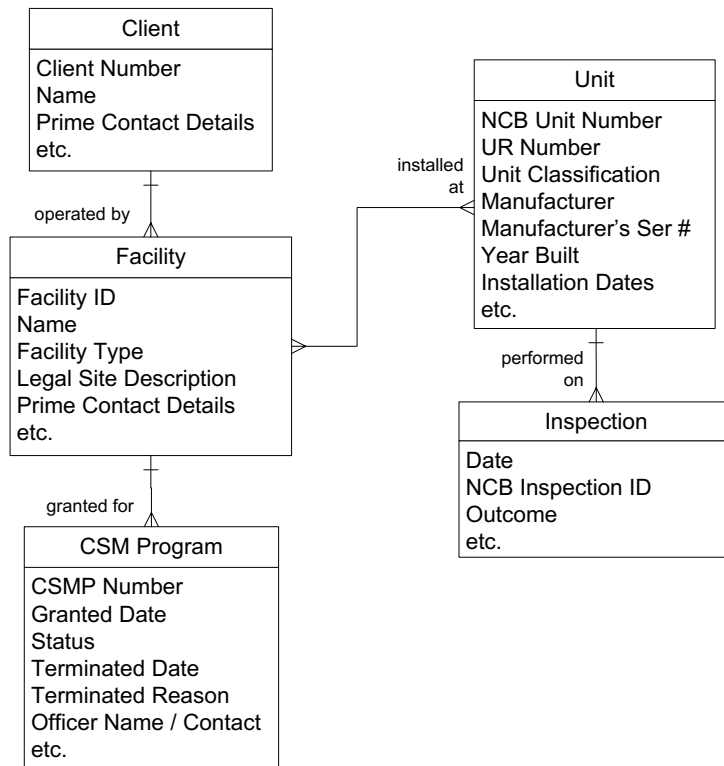 Client
Client Number
Name
Prime Contact Details
etc.
operated by
Facility
Facility ID
Name
Facility Type
Legal Site Description
Prime Contact Details
etc.
granted for
CSM Program
CSMP Number
Granted Date
Status
Terminated Date
Terminated Reason
Officer Name / Contact
etc.
installed
at
Unit
NCB Unit Number
UR Number
Unit Classification
Manufacturer
Manufacturer’s Ser #
Year Built
Installation Dates
etc.
performed
on
Inspection
Date
NCB Inspection ID
Outcome
etc.